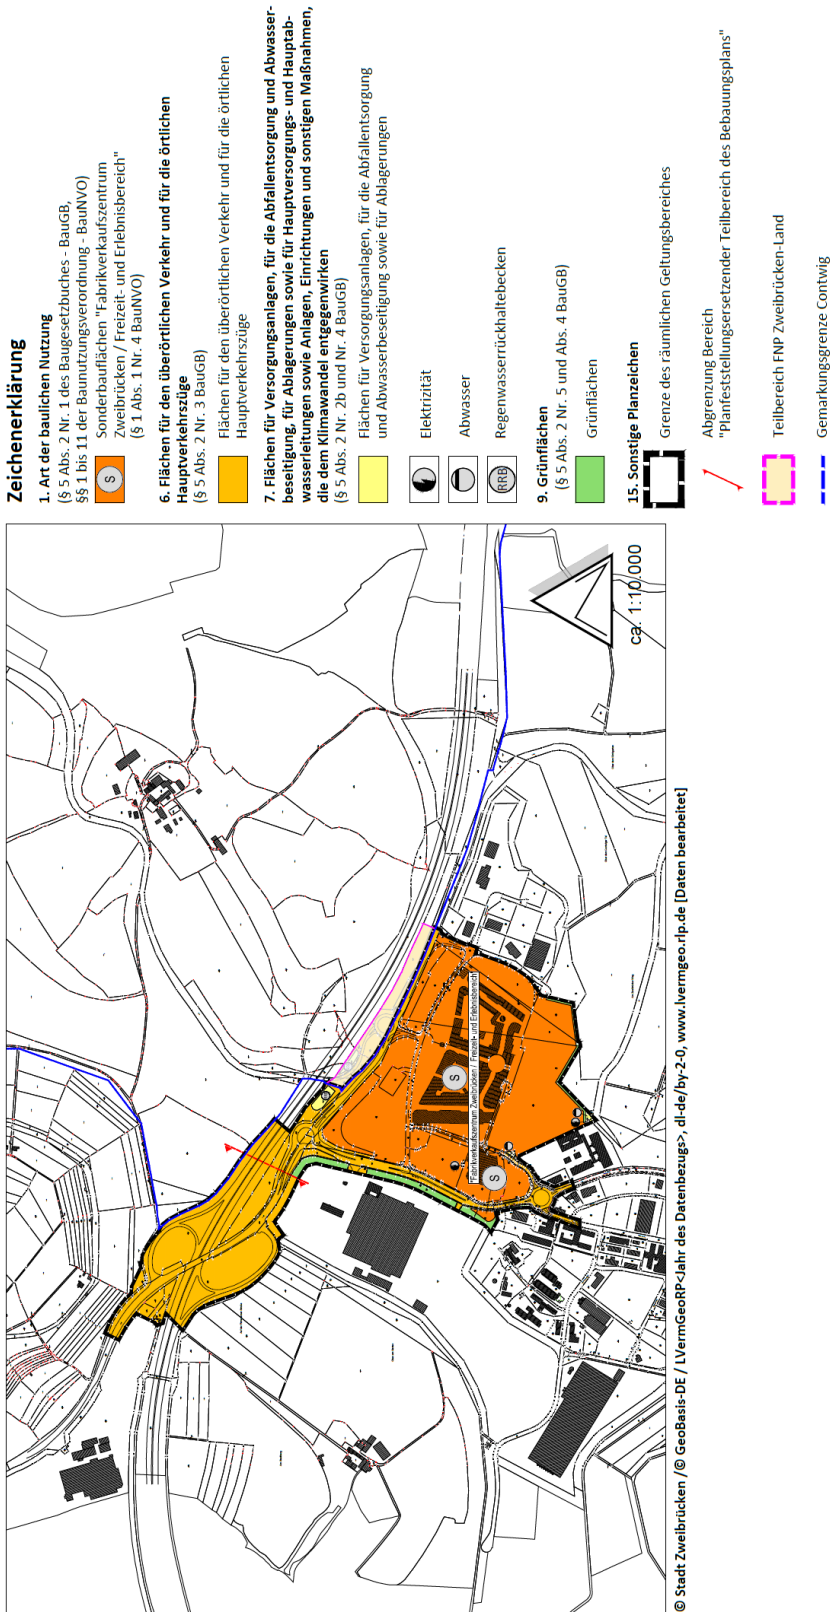 Zeichenerklärung
1. Art der baulichen Nutzung
(§ 5 Abs. 2 Nr. 1 des Baugesetzbuches - BauGB,
§§ 1 bis 11 der Baunutzungsverordnung - BauNVO)
S
Sonderbauflächen "Fabrikverkaufszentrum
Zweibrücken / Freizeit- und Erlebnisbereich"
(§ 1 Abs. 1 Nr. 4 BauNVO)
6. Flächen für den überörtlichen Verkehr und für die örtlichen
Hauptverkehrszüge
(§ 5 Abs. 2 Nr. 3 BauGB)
Flächen für den überörtlichen Verkehr und für die örtlichen
Hauptverkehrszüge
7. Flächen für Versorgungsanlagen, für die Abfallentsorgung und Abwasser-
beseitigung, für Ablagerungen sowie für Hauptversorgungs- und Hauptab-
wasserleitungen sowie Anlagen, Einrichtungen und sonstigen Maßnahmen,
die dem Klimawandel entgegenwirken
(§ 5 Abs. 2 Nr. 2b und Nr. 4 BauGB)
Flächen für Versorgungsanlagen, für die Abfallentsorgung
und Abwasserbeseitigung sowie für Ablagerungen
Elektrizität
Abwasser
RRB
Regenwasserrückhaltebecken
9. Grünflächen
(§ 5 Abs. 2 Nr. 5 und Abs. 4 BauGB)
Grünflächen
15. Sonstige Planzeichen
Grenze des räumlichen Geltungsbereiches
Abgrenzung Bereich
"Planfeststellungsersetzender Teilbereich des Bebauungsplans"
Teilbereich FNP Zweibrücken-Land
Gemarkungsgrenze Contwig
S
S
Fabrikverkaufszentrum Zweibrücken / Freizeit- und Erlebnisbereich
ca. 1:10.000
© Stadt Zweibrücken /© GeoBasis-DE / LVermGeoRP<Jahr des Datenbezugs>, dl-de/by-2-0, www.lvermgeo.rlp.de [Daten bearbeitet]